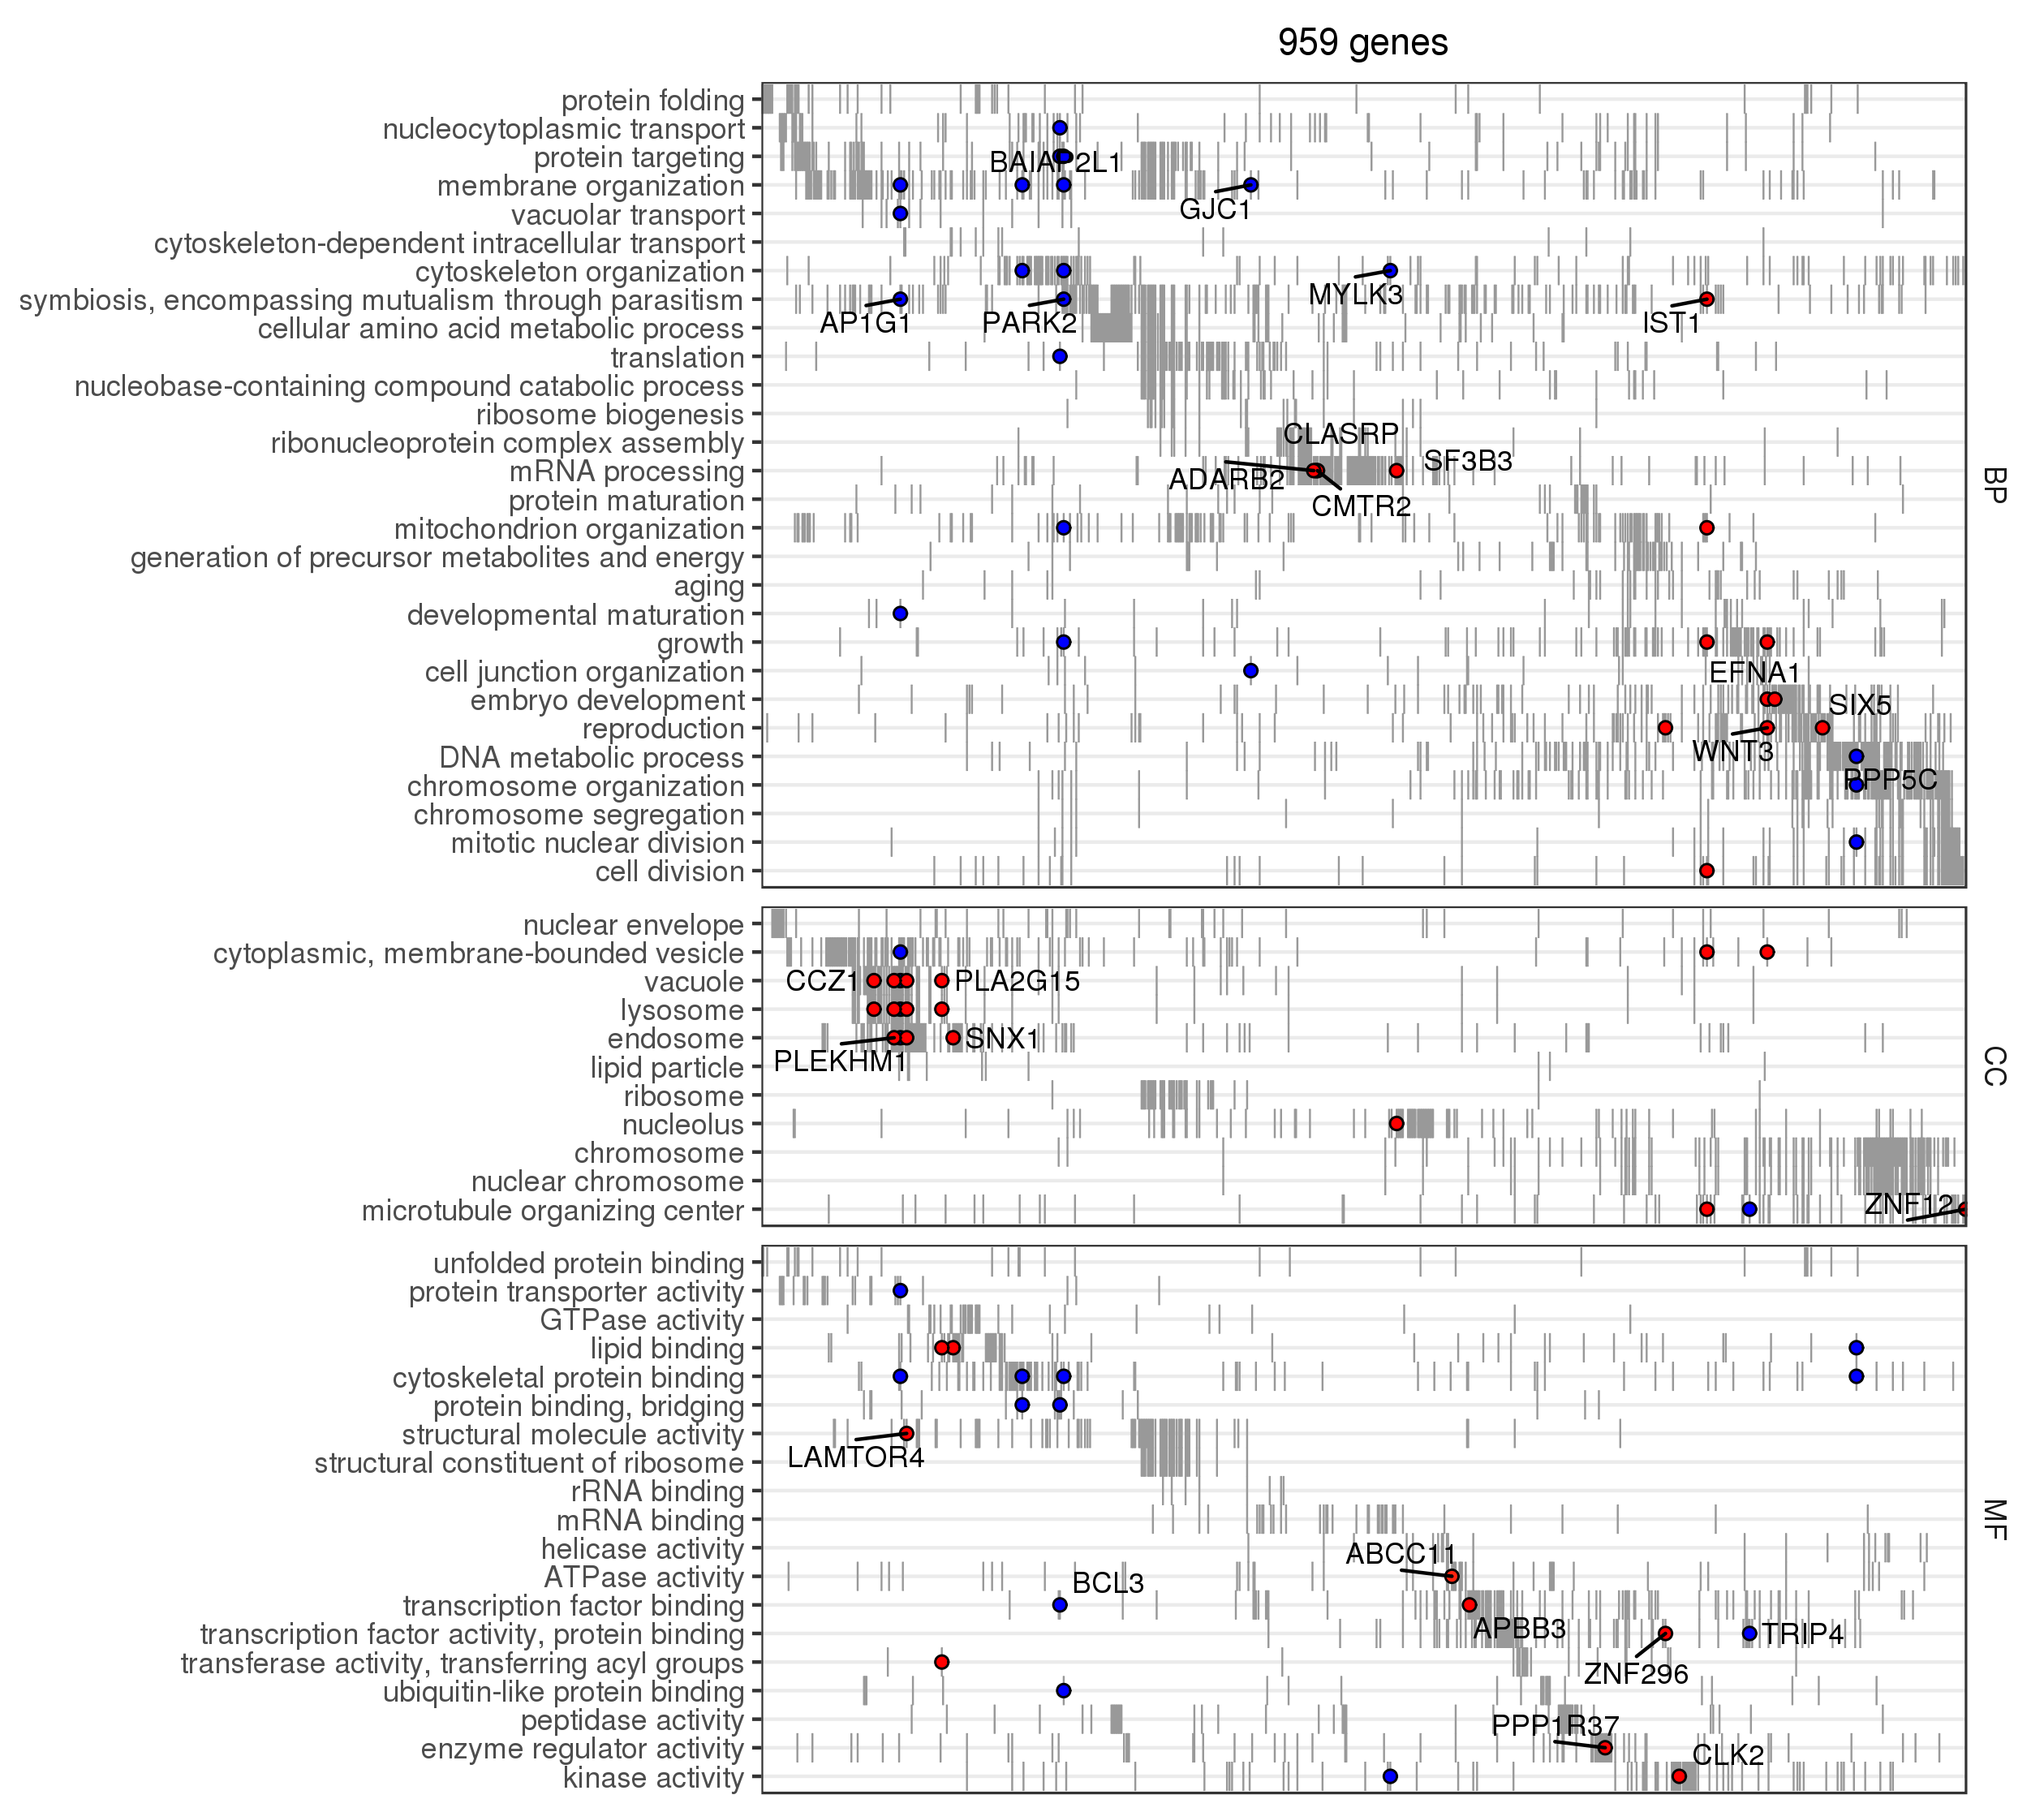 959 genes
protein folding
nucleocytoplasmic transport
protein targeting
BAIAP2L1
membrane organization
GJC1
vacuolar transport
cytoskeleton-dependent intracellular transport
cytoskeleton organization
MYLK3
symbiosis, encompassing mutualism through parasitism
AP1G1
PARK2
IST1
cellular amino acid metabolic process
translation
nucleobase-containing compound catabolic process
ribosome biogenesis
CLASRP
ribonucleoprotein complex assembly
SF3B3
mRNA processing
ADARB2
CMTR2
BP
protein maturation
mitochondrion organization
generation of precursor metabolites and energy
aging
developmental maturation
growth
cell junction organization
EFNA1
embryo development
SIX5
reproduction
WNT3
DNA metabolic process
PPP5C
chromosome organization
chromosome segregation
mitotic nuclear division
cell division
nuclear envelope
cytoplasmic, membrane-bounded vesicle
vacuole
CCZ1
PLA2G15
lysosome
endosome
SNX1
PLEKHM1
lipid particle
CC
ribosome
nucleolus
chromosome
nuclear chromosome
ZNF12
microtubule organizing center
unfolded protein binding
protein transporter activity
GTPase activity
lipid binding
cytoskeletal protein binding
protein binding, bridging
structural molecule activity
LAMTOR4
structural constituent of ribosome
rRNA binding
mRNA binding
MF
helicase activity
ABCC11
ATPase activity
BCL3
transcription factor binding
APBB3
transcription factor activity, protein binding
TRIP4
transferase activity, transferring acyl groups
ZNF296
ubiquitin-like protein binding
peptidase activity
PPP1R37
enzyme regulator activity
CLK2
kinase activity